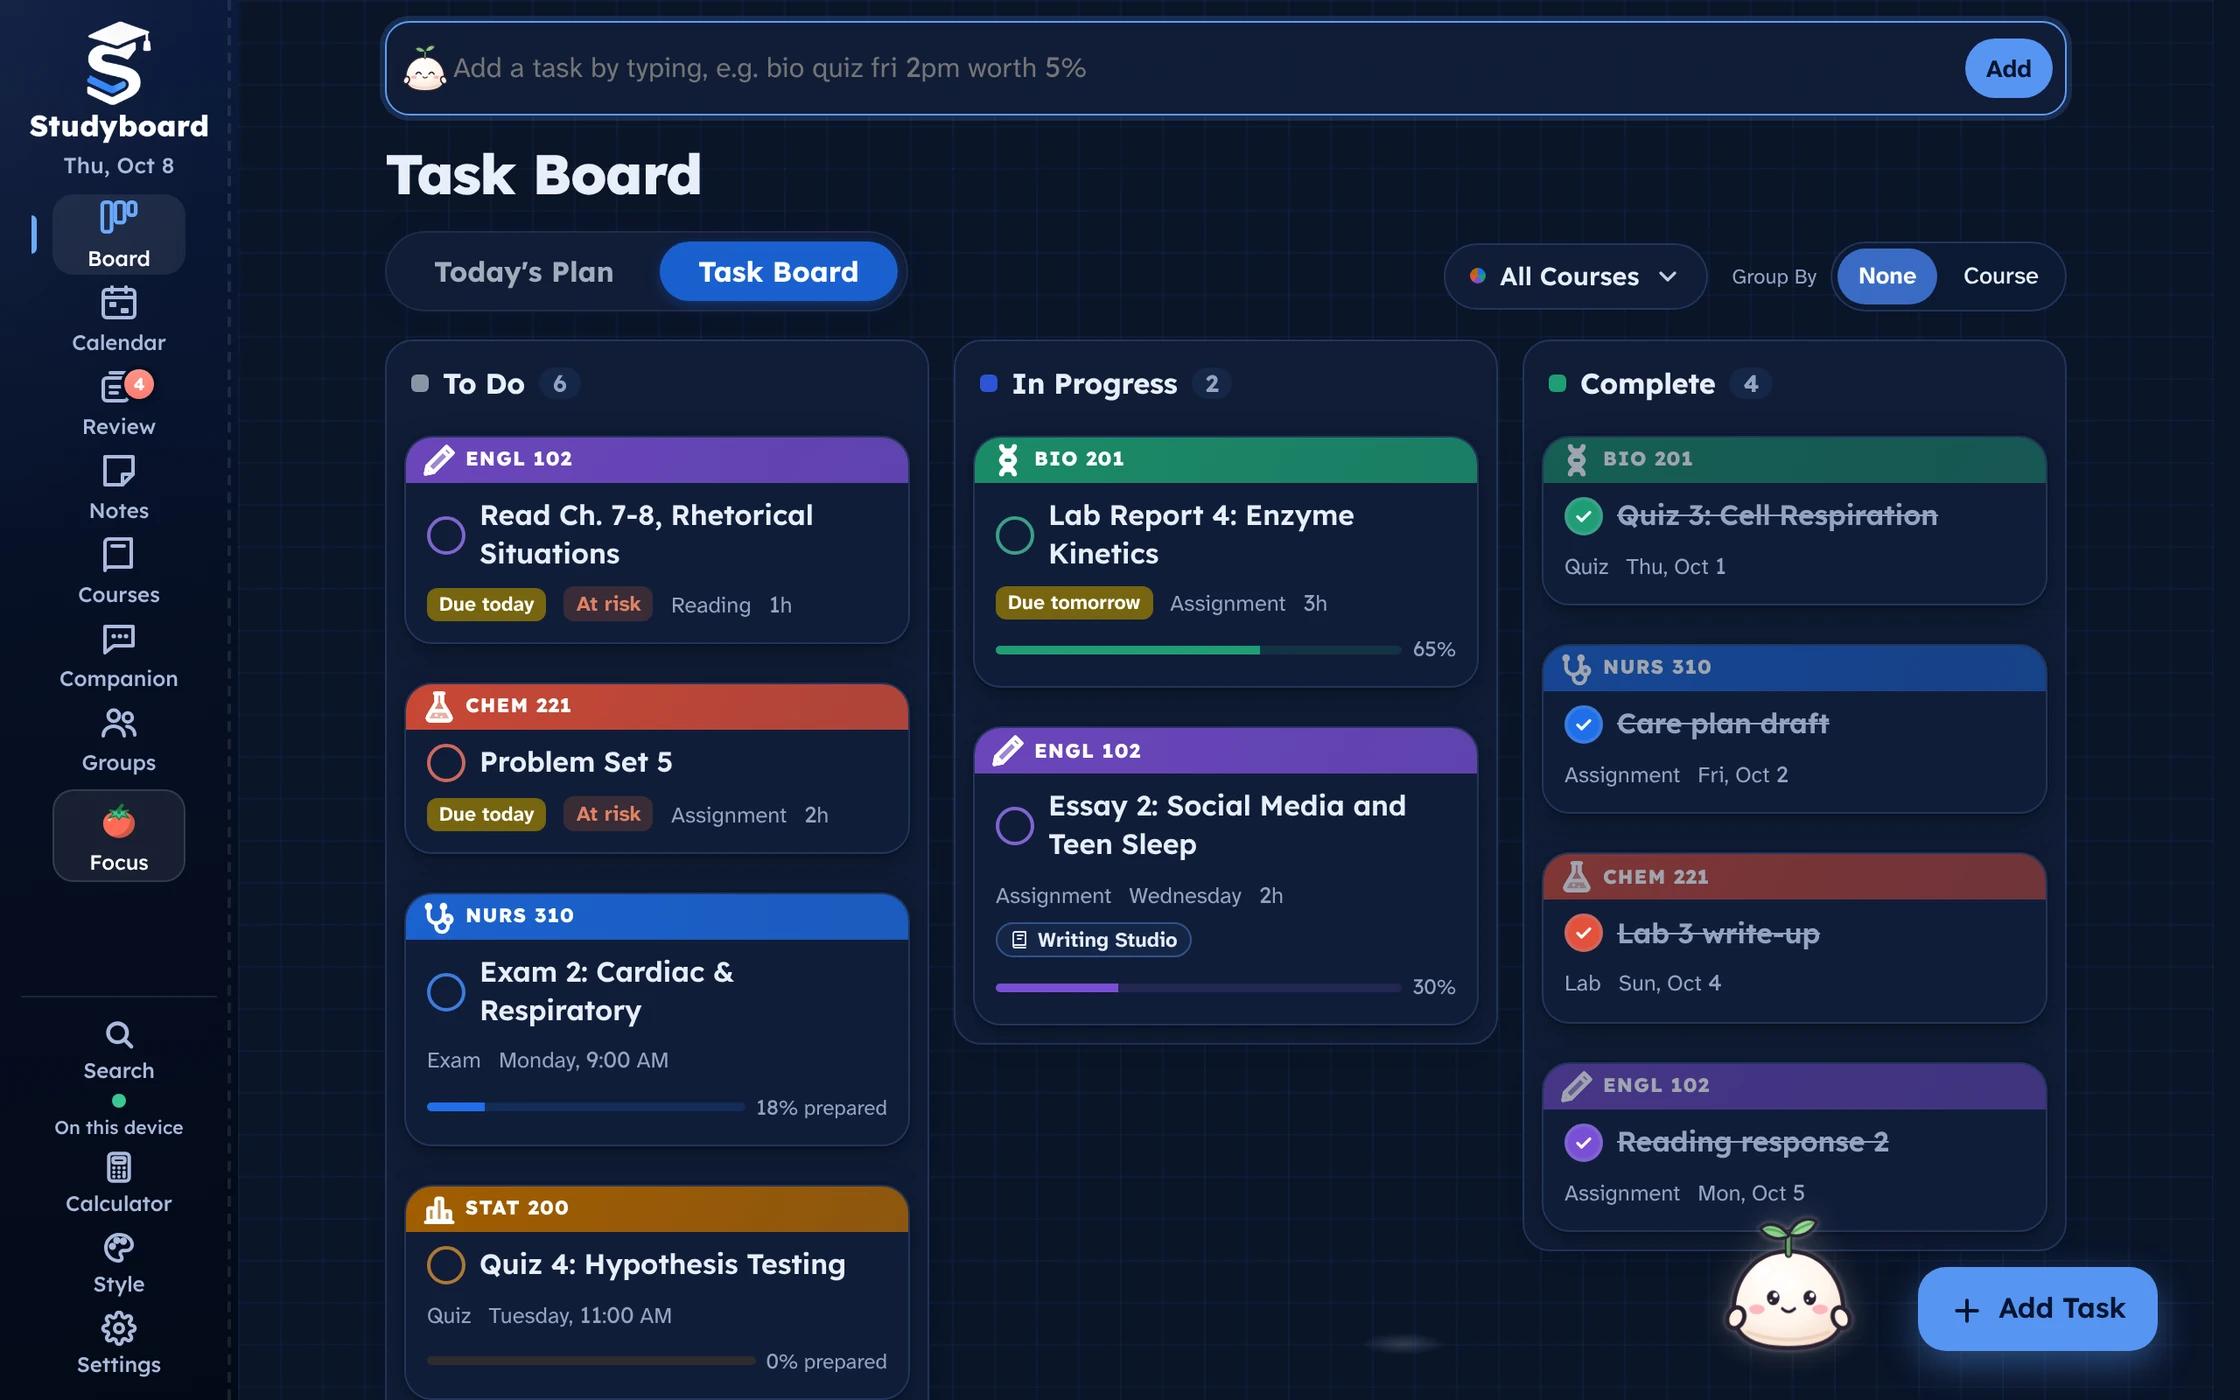 Studyboard
Thu, Oct 8
Board
Calendar
4
Review
Notes
Courses
Companion
Groups
Focus
Search
On this device
Calculator
Style
Settings
Add a task by typing, e.g. bio quiz fri 2pm worth 5%
Add
Task Board
Today's Plan
Task Board
All Courses
Group By
None
Course
To Do 6
ENGL 102
Read Ch. 7-8, Rhetorical
Situations
Due today At risk Reading 1h
CHEM 221
Problem Set 5
Due today At risk Assignment 2h
NURS 310
Exam 2: Cardiac &
Respiratory
Exam Monday, 9:00 AM
18% prepared
STAT 200
Quiz 4: Hypothesis Testing
Quiz Tuesday, 11:00 AM
0% prepared
In Progress 2
BIO 201
Lab Report 4: Enzyme
Kinetics
Due tomorrow Assignment 3h
65%
ENGL 102
Essay 2: Social Media and
Teen Sleep
Assignment Wednesday 2h
Writing Studio
30%
Complete 4
BIO 201
Quiz 3: Cell Respiration
Quiz Thu, Oct 1
NURS 310
Care plan draft
Assignment Fri, Oct 2
CHEM 221
Lab 3 write-up
Lab Sun, Oct 4
ENGL 102
Reading response 2
Assignment Mon, Oct 5
+ Add Task